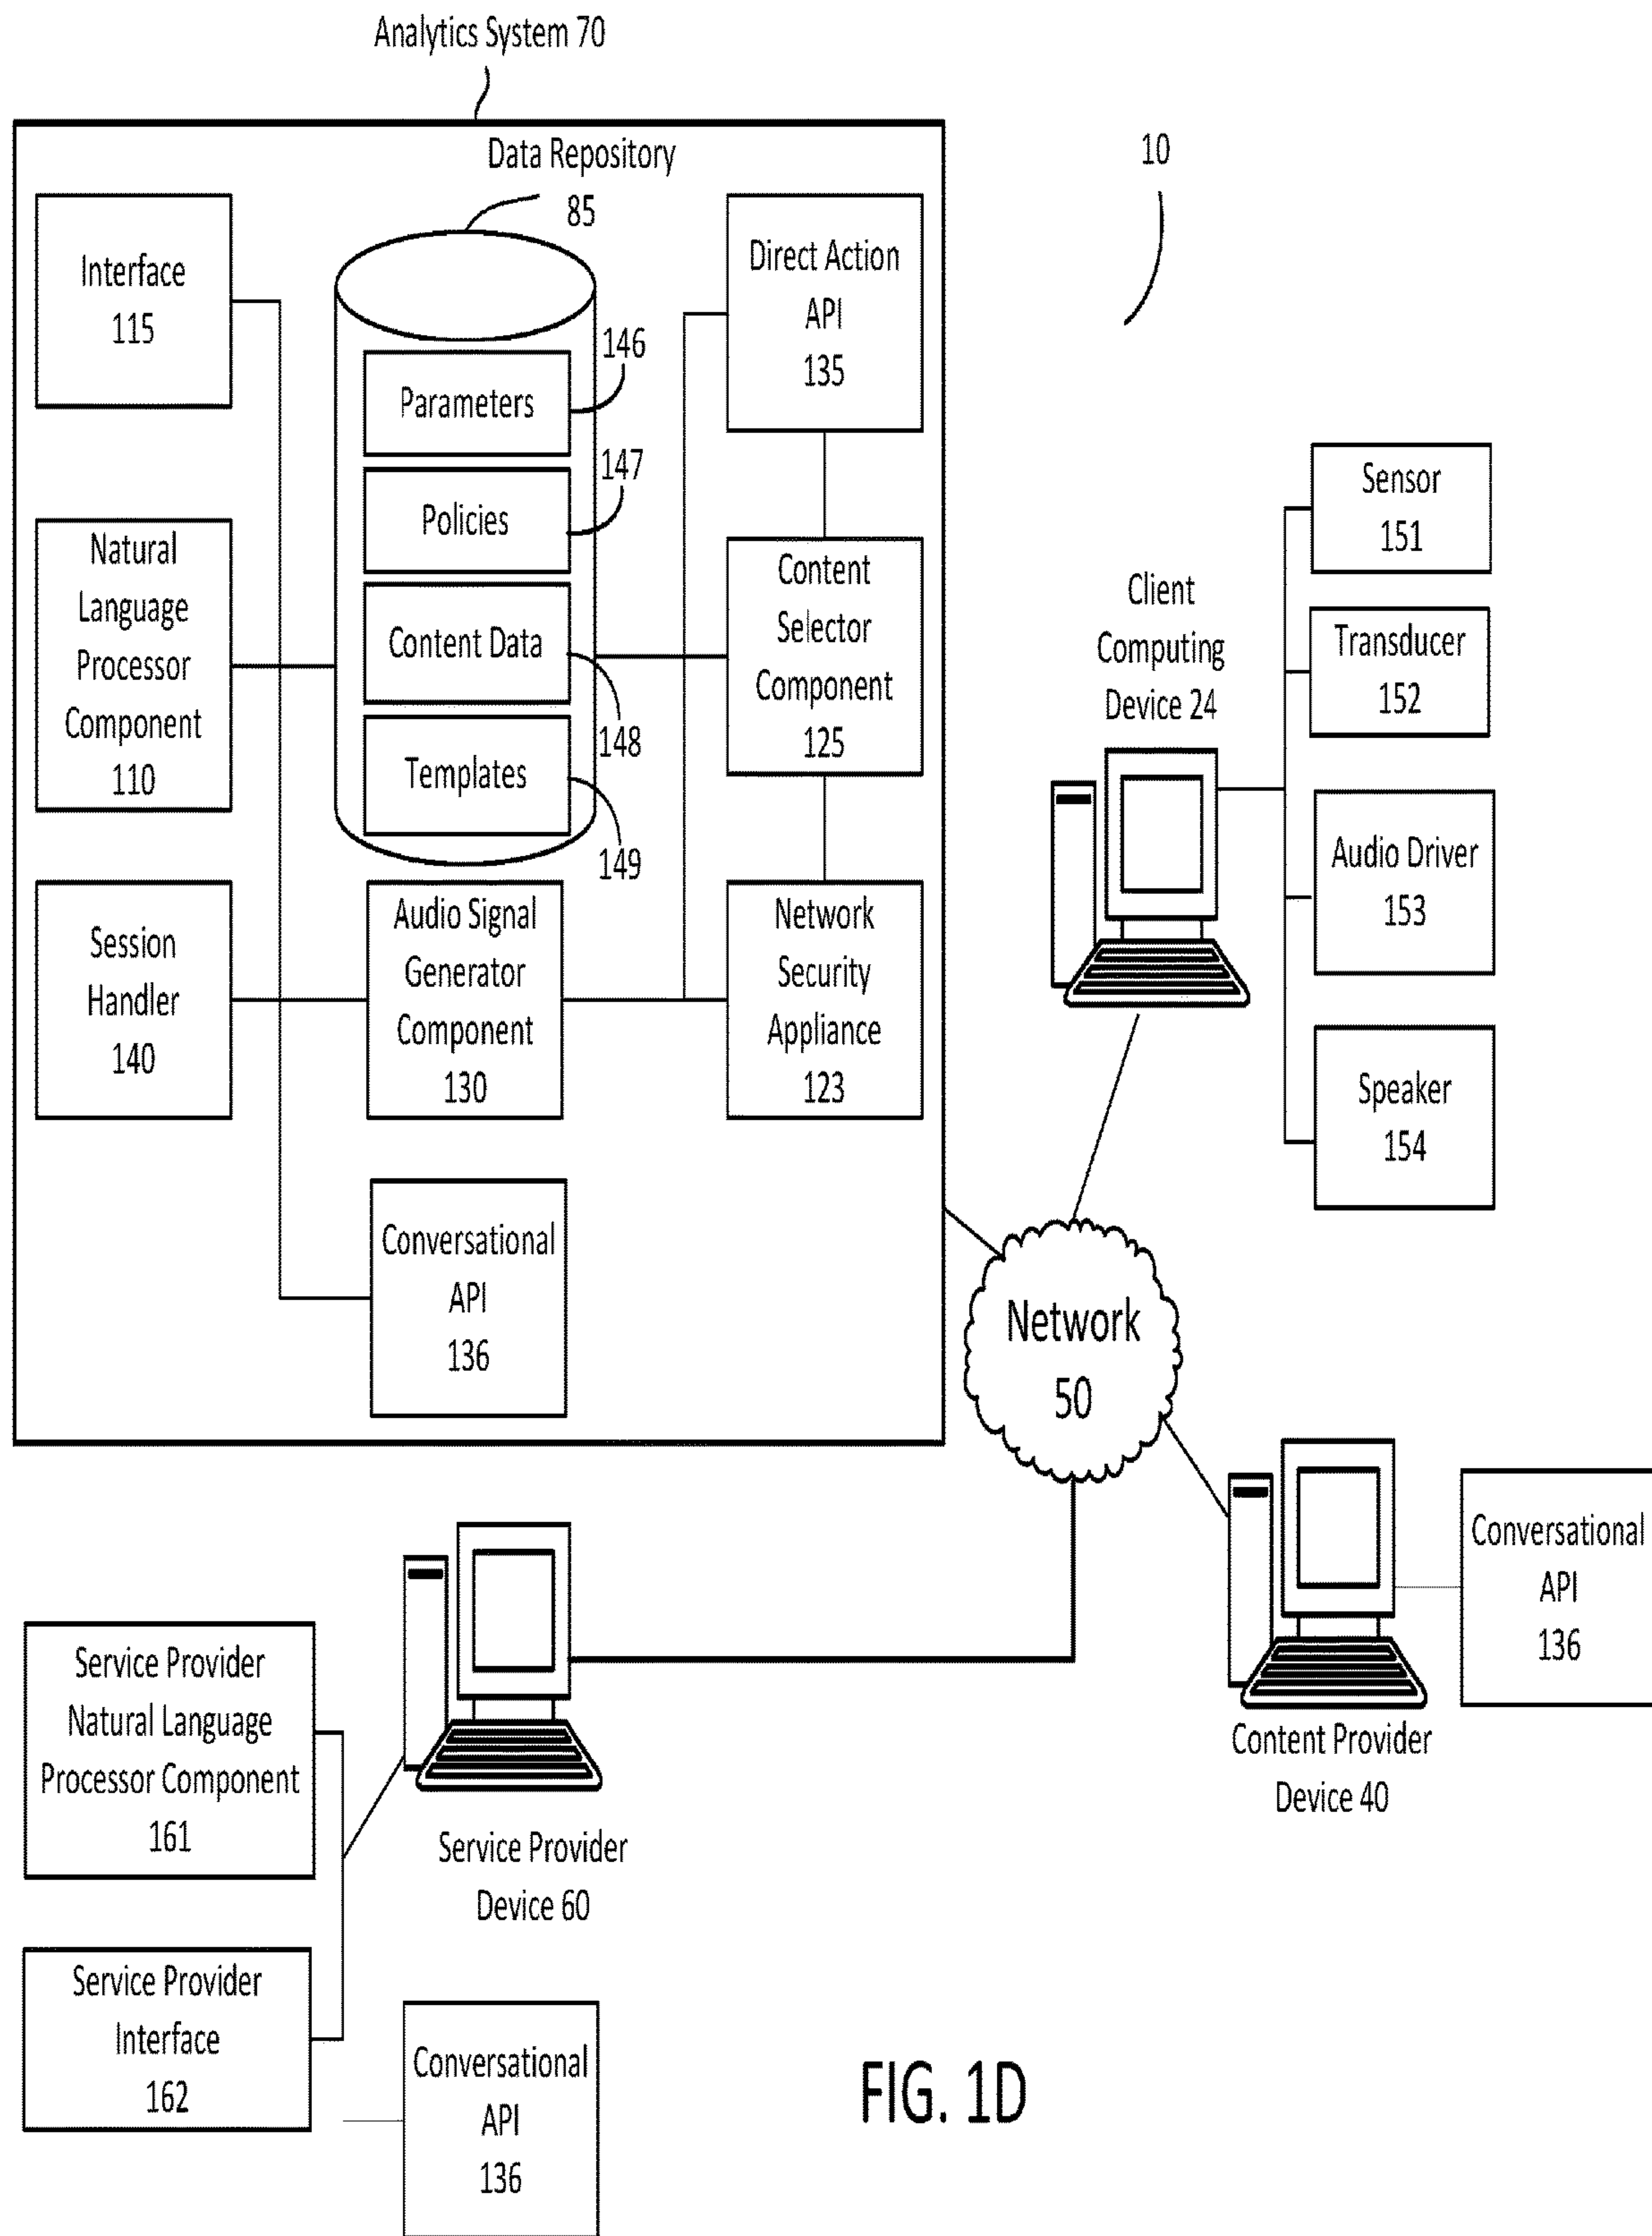 Analytics System 70
Data Repository
85
10
Interface
115
146
Parameters
147
Policies
Content Data
148
Templates
149
Direct Action
API
135
Natural
Language
Processor
Component
110
Content
Selector
Component
125
Session
Handler
140
Audio Signal
Generator
Component
130
Network
Security
Appliance
123
Conversational
API
136
Client
Computing
Device 24
Sensor
151
Transducer
152
Audio Driver
153
Speaker
154
Network
50
Conversational
API
136
Content Provider
Device 40
Service Provider
Natural Language
Processor Component
161
Service Provider
Device 60
Service Provider
Interface
162
Conversational
API
136
FIG. 1D